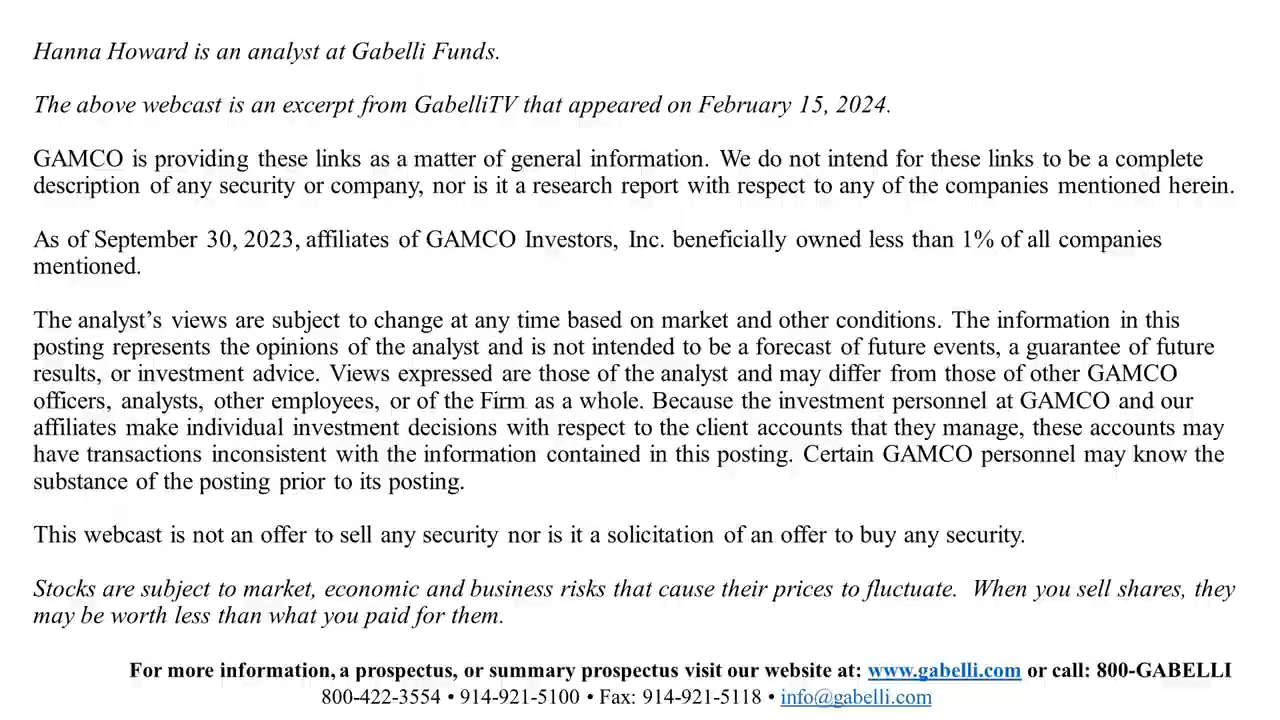 Hanna Howard is an analyst at Gabelli Funds.
The above webcast is an excerpt from GabelliTV that appeared on February 15, 2024.
GAMCO is providing these links as a matter of general information. We do not intend for these links to be a complete
description of any security or company, nor is it a research report with respect to any of the companies mentioned herein.
As of September 30, 2023, affiliates of GAMCO Investors, Inc. beneficially owned less than 1% of all companies
mentioned.
The analyst’s views are subject to change at any time based on market and other conditions. The information in this
posting represents the opinions of the analyst and is not intended to be a forecast of future events, a guarantee of future
results, or investment advice. Views expressed are those of the analyst and may differ from those of other GAMCO
officers, analysts, other employees, or of the Firm as a whole. Because the investment personnel at GAMCO and our
affiliates make individual investment decisions with respect to the client accounts that they manage, these accounts may
have transactions inconsistent with the information contained in this posting. Certain GAMCO personnel may know the
substance of the posting prior to its posting.
This webcast is not an offer to sell any security nor is it a solicitation of an offer to buy any security.
Stocks are subject to market, economic and business risks that cause their prices to fluctuate. When you sell shares, they
may be worth less than what you paid for them.
For more information, a prospectus, or summary prospectus visit our website at: www.gabelli.com or call: 800-GABELLI
800-422-3554 • 914-921-5100 • Fax: 914-921-5118 • info@gabelli.com